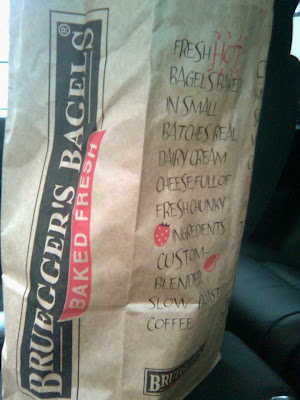 BRUEGGER'S BAGELS®
BAKED FRESH
FRESH HOT
BAGELS BAKED
IN SMALL
BATCHES REAL
DAIRY CREAM
CHEESE, FULL OF
FRESH CHUNKY
INGREDIENTS
CUSTOM-
BLENDED
SLOW
COFFEE